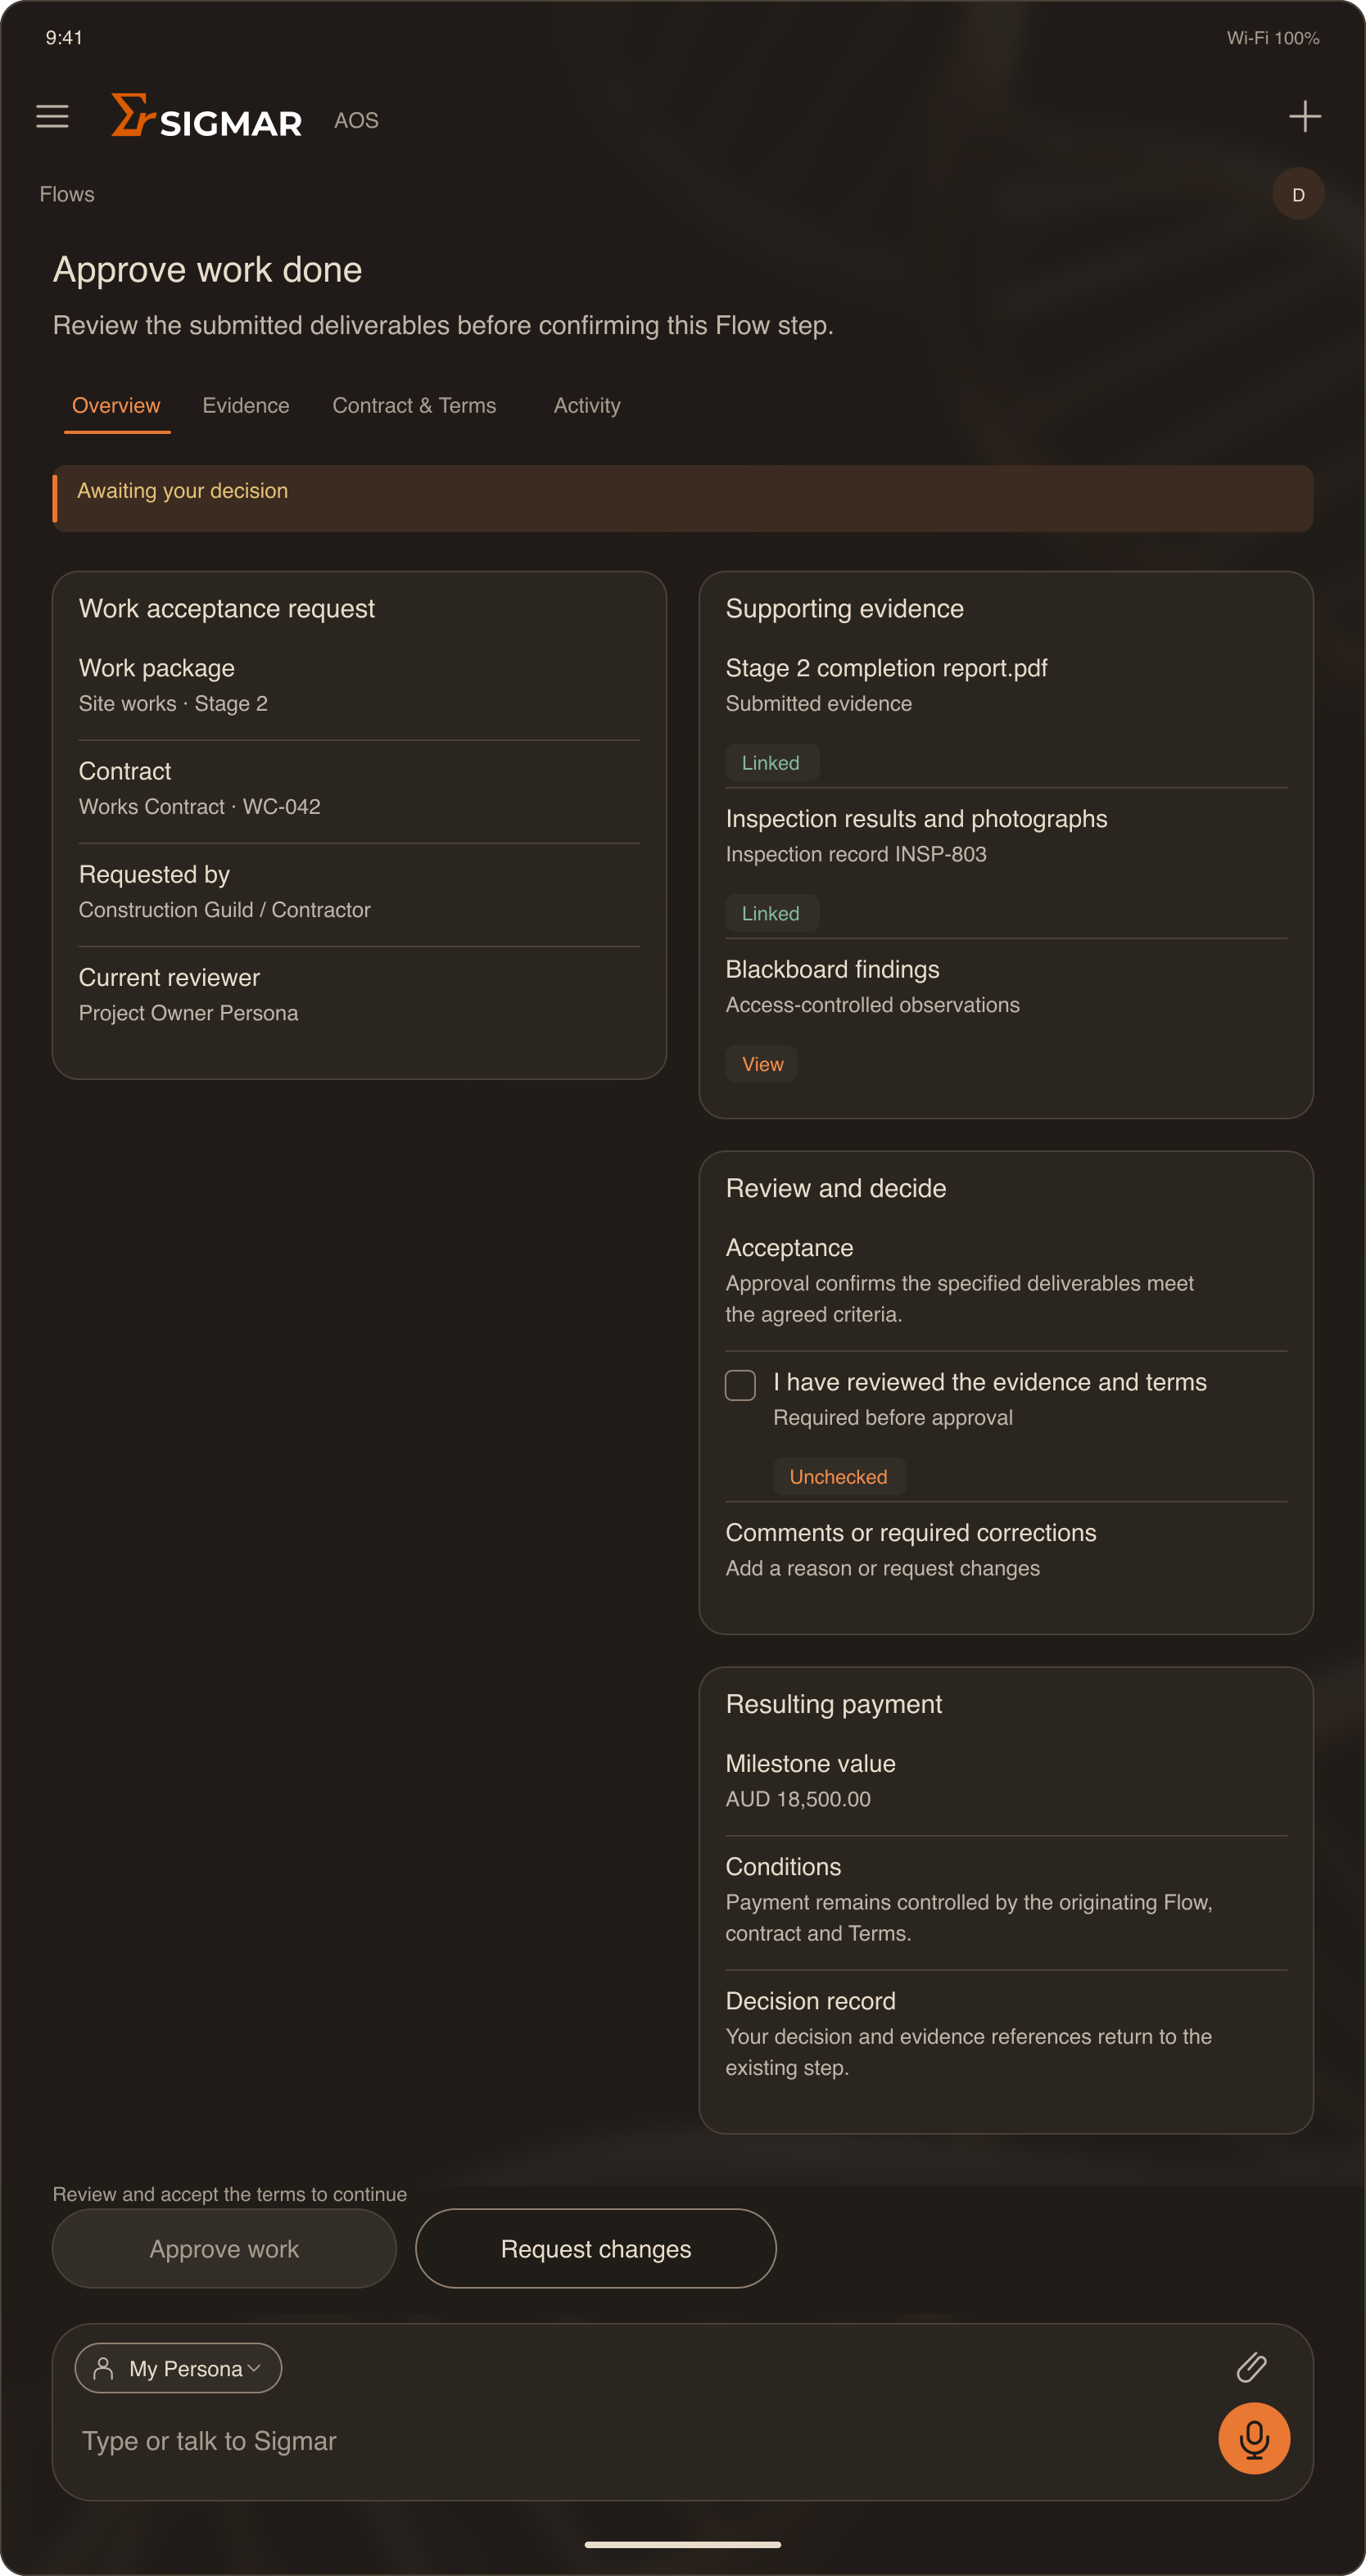 9:41
Wi-Fi 100%
Σr SIGMAR AOS
Flows
D
Approve work done
Review the submitted deliverables before confirming this Flow step.
Overview
Evidence
Contract & Terms
Activity
Awaiting your decision
Work acceptance request
Work package
Site works · Stage 2
Contract
Works Contract · WC-042
Requested by
Construction Guild / Contractor
Current reviewer
Project Owner Persona
Supporting evidence
Stage 2 completion report.pdf
Submitted evidence
Linked
Inspection results and photographs
Inspection record INSP-803
Linked
Blackboard findings
Access-controlled observations
View
Review and decide
Acceptance
Approval confirms the specified deliverables meet
the agreed criteria.
I have reviewed the evidence and terms
Required before approval
Unchecked
Comments or required corrections
Add a reason or request changes
Resulting payment
Milestone value
AUD 18,500.00
Conditions
Payment remains controlled by the originating Flow,
contract and Terms.
Decision record
Your decision and evidence references return to the
existing step.
Review and accept the terms to continue
Approve work
Request changes
My Persona
Type or talk to Sigmar